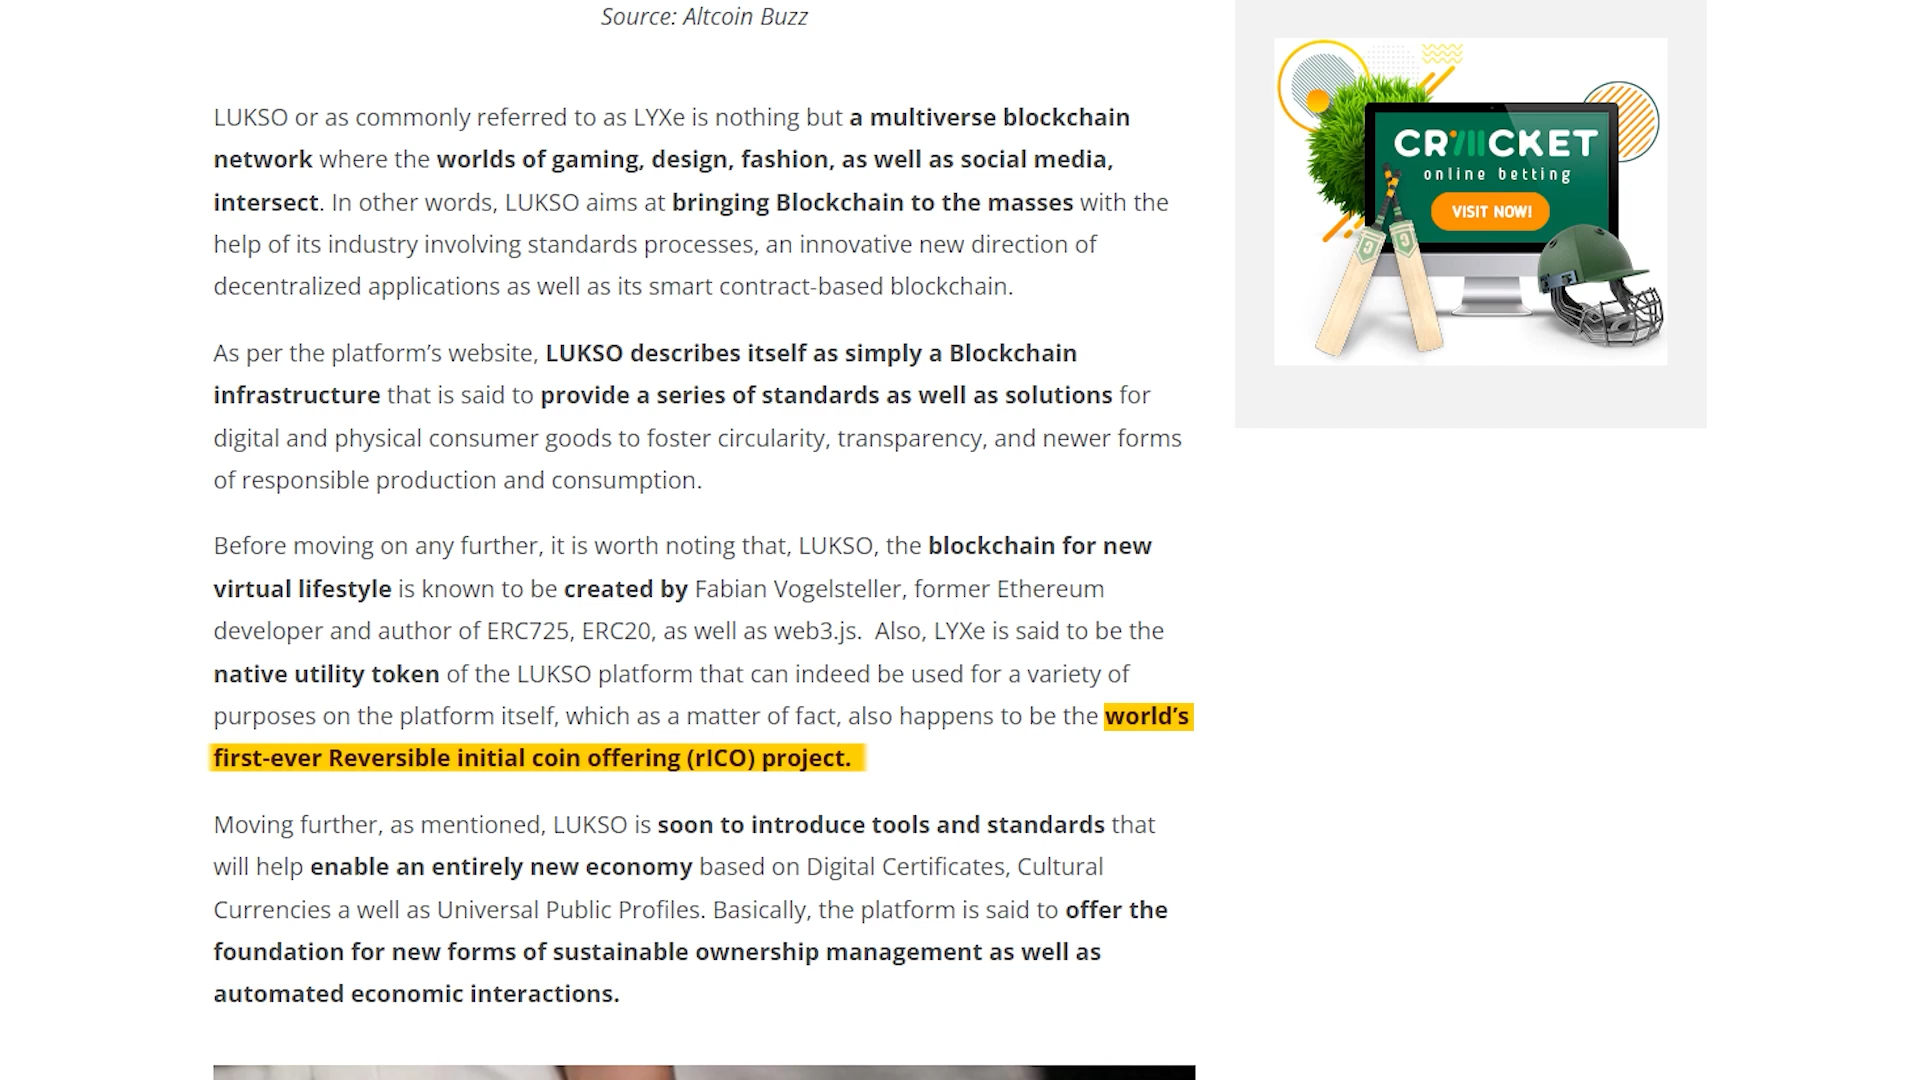 Source: Altcoin Buzz
LUKSO or as commonly referred to as LYXe is nothing but a multiverse blockchain
network where the worlds of gaming, design, fashion, as well as social media,
intersect. In other words, LUKSO aims at bringing Blockchain to the masses with the
help of its industry involving standards processes, an innovative new direction of
decentralized applications as well as its smart contract-based blockchain.
As per the platform’s website, LUKSO describes itself as simply a Blockchain
infrastructure that is said to provide a series of standards as well as solutions for
digital and physical consumer goods to foster circularity, transparency, and newer forms
of responsible production and consumption.
Before moving on any further, it is worth noting that, LUKSO, the blockchain for new
virtual lifestyle is known to be created by Fabian Vogelsteller, former Ethereum
developer and author of ERC725, ERC20, as well as web3.js.  Also, LYXe is said to be the
native utility token of the LUKSO platform that can indeed be used for a variety of
purposes on the platform itself, which as a matter of fact, also happens to be the world’s
first-ever Reversible initial coin offering (rICO) project.
Moving further, as mentioned, LUKSO is soon to introduce tools and standards that
will help enable an entirely new economy based on Digital Certificates, Cultural
Currencies a well as Universal Public Profiles. Basically, the platform is said to offer the
foundation for new forms of sustainable ownership management as well as
automated economic interactions.
CRICKET
online betting
VISIT NOW!